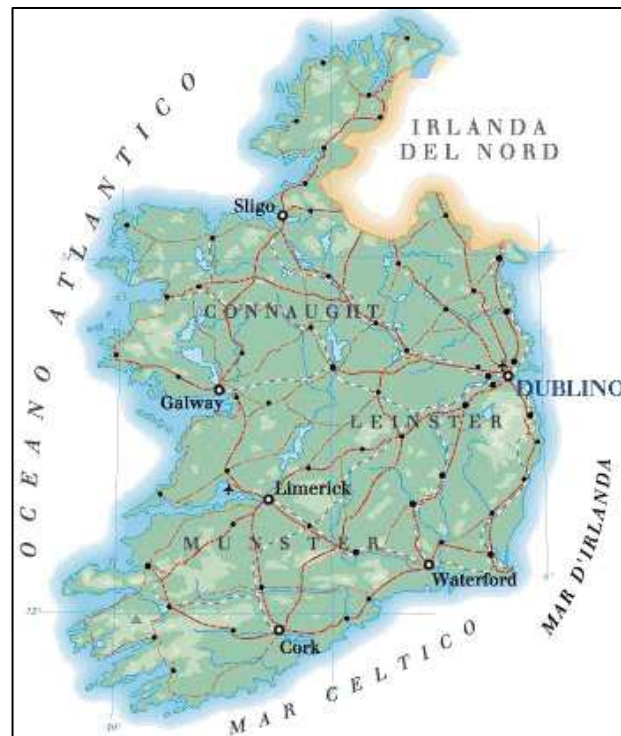 OCEANO ATLANTICO
IRLANDA
DEL NORD
Sligo
CONNAUGHT
DUBLINO
Galway
LEINSTER
Limerick
MUNSTER
Waterford
MAR D'IRLANDA
Cork
MAR CELTICO